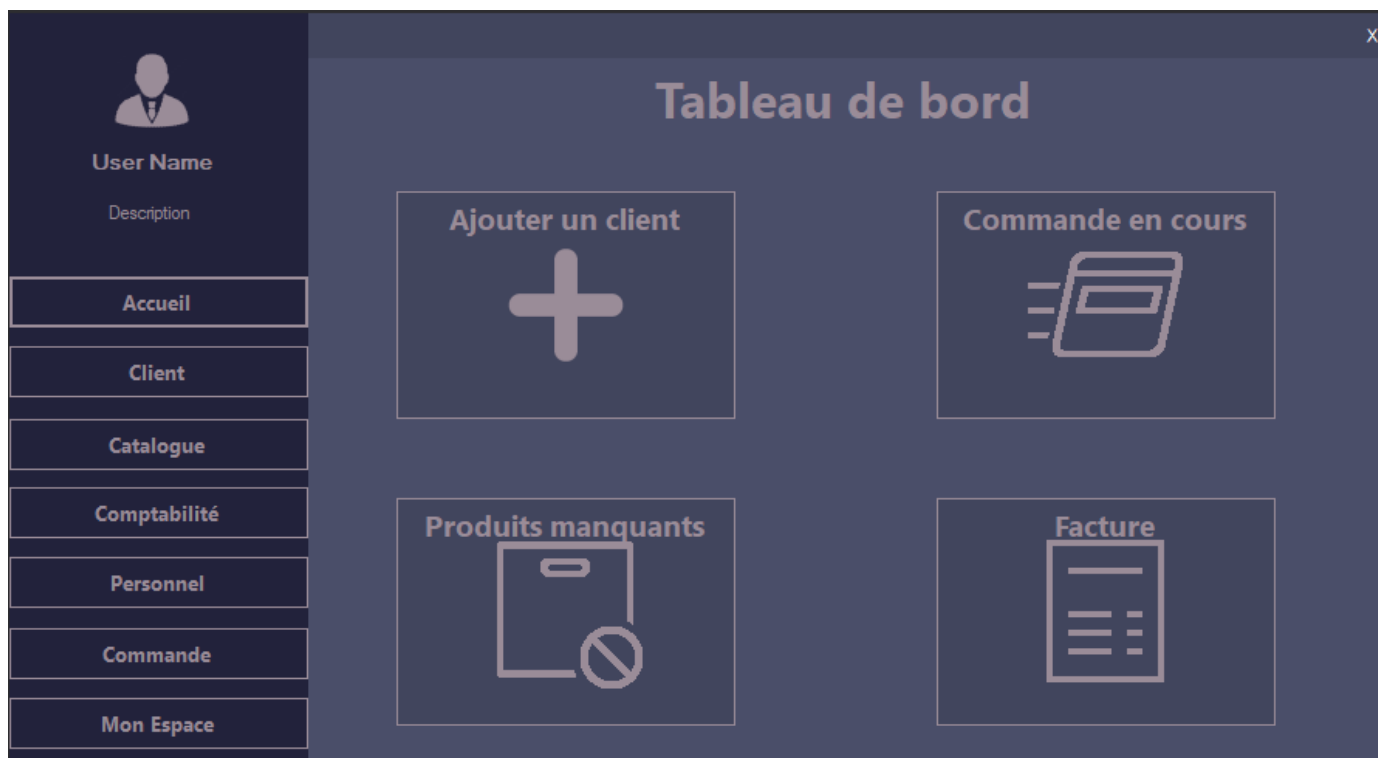 X
User Name
Description
Accueil
Client
Catalogue
Comptabilité
Personnel
Commande
Mon Espace
Tableau de bord
Ajouter un client
Commande en cours
Produits manquants
Facture